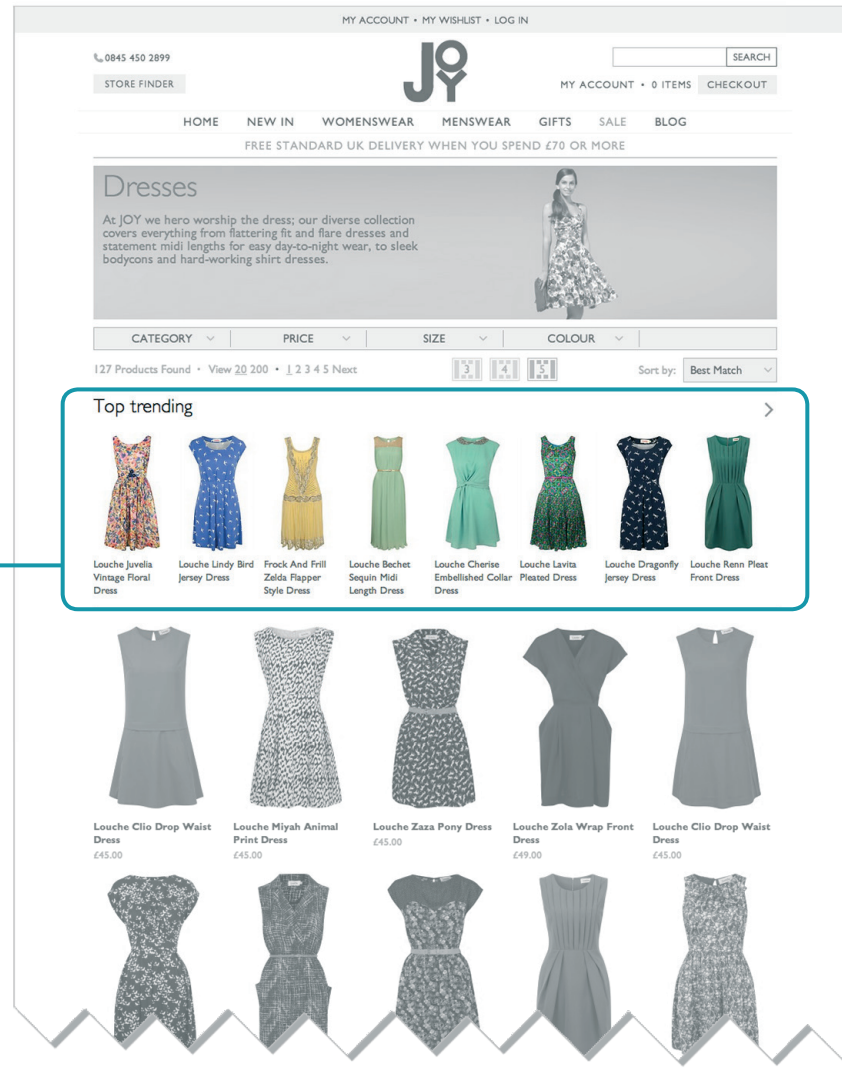 MY ACCOUNT • MY WISHLIST • LOG IN
0845 450 2899
JOY
SEARCH
STORE FINDER
MY ACCOUNT • 0 ITEMS CHECKOUT
HOME NEW IN WOMENSWEAR MENSWEAR GIFTS SALE BLOG
FREE STANDARD UK DELIVERY WHEN YOU SPEND £70 OR MORE
Dresses
At JOY we hero worship the dress; our diverse collection
covers everything from flattering fit and flare dresses and
statement midi lengths for easy day-to-night wear, to sleek
bodycons and hard-working shirt dresses.
CATEGORY PRICE SIZE COLOUR
127 Products Found • View 20 200 • 1 2 3 4 5 Next
3 4 5
Sort by: Best Match
Top trending
Louche Juvelia
Vintage Floral
Dress
Louche Lindy Bird
Jersey Dress
Frock And Frill
Zelda Flapper
Style Dress
Louche Bechet
Sequin Midi
Length Dress
Louche Cherise
Embellished Collar
Dress
Louche Lavita
Pleated Dress
Louche Dragonfly
Jersey Dress
Louche Renn Pleat
Front Dress
Louche Clio Drop Waist
Dress
£45.00
Louche Miyah Animal
Print Dress
£45.00
Louche Zaza Pony Dress
£45.00
Louche Zola Wrap Front
Dress
£49.00
Louche Clio Drop Waist
Dress
£45.00